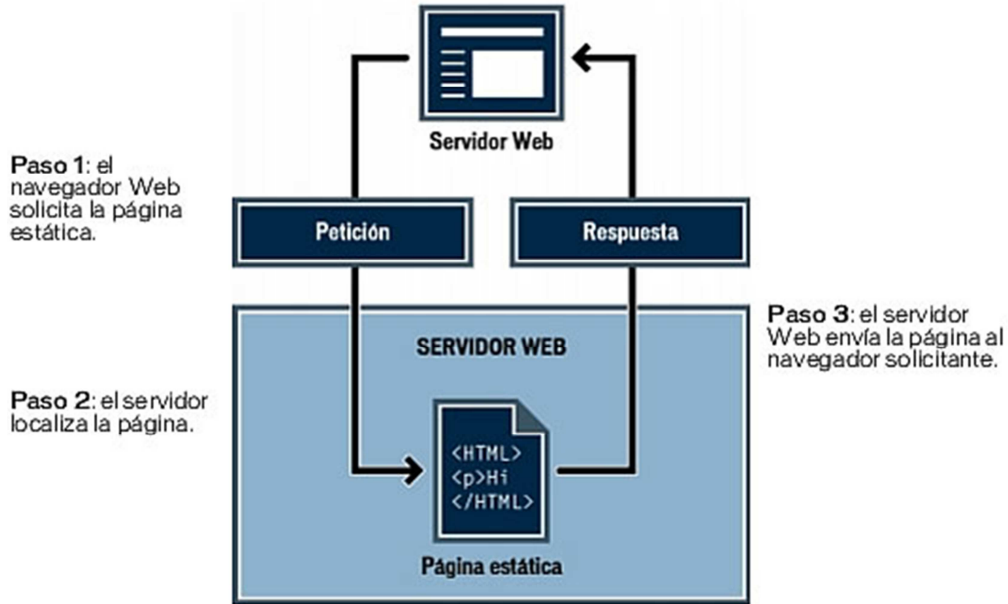 Servidor Web
Paso 1: el
navegador Web
solicita la página
estática.
Petición
Respuesta
SERVIDOR WEB
Paso 3: el servidor
Web envía la página al
navegador solicitante.
Paso 2: el servidor
localiza la página.
<HTML>
<p>Hi
</HTML>
Página estática